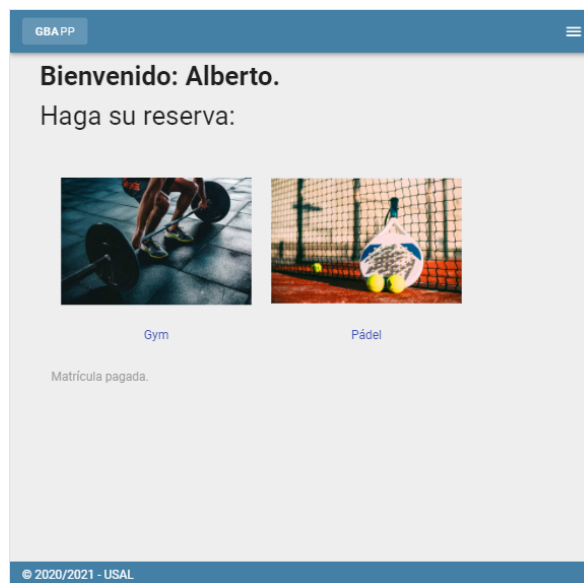 GBAPP
Bienvenido: Alberto.
Haga su reserva:
Gym Pádel
Matrícula pagada.
© 2020/2021 - USAL